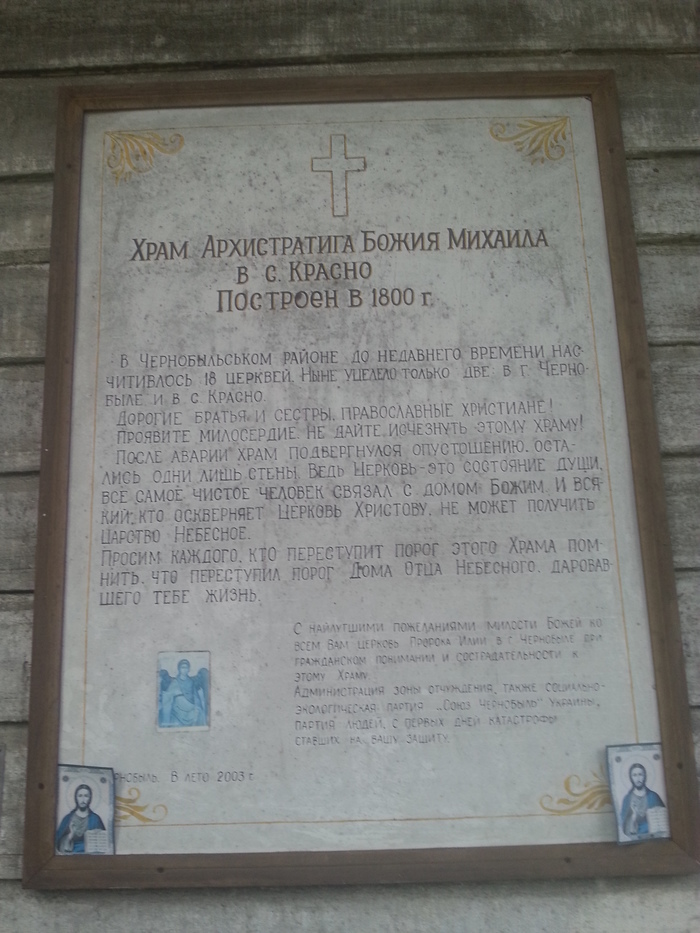 Храм Архистратига Божия Михаила
в с. Красно
Построен в 1800 г.
В Чернобыльськом районе до недавнего времени нас-
читивлось 18 церквей. Ныне уцелело только две: в г. Черно-
быле и в с. Красно.
Дорогие братья и сестры, православные христиане!
Проявите милосердие, не дайте исчезнуть этому храму!
После аварии храм подвергнулся опустошению. Оста-
лись одни лишь стены. Ведь Церковь-это состояние души,
всё самое чистое человек связал с домом Божим. И вся-
кий, кто оскверняет Церковь Христову, не может получить
Царство Небесное.
Просим каждого, кто переступит порог этого Храма пом-
нить, что переступил порог Дома Отца Небесного, даровав-
шего тебе жизнь.
С найлутшими пожеланиями милости Божей ко
всем Вам церковь Пророка Илии в г. Чернобыле при
гражданском понимании и сострадательности к
этому Храму
Администрация зоны отчуждения, также социально-
экологическая партия „Союз Чернобыль" Украины,
партия людей, с первых дней катастрофы
ставших на вашу защиту.
рнобыль. В лето 2003 г.